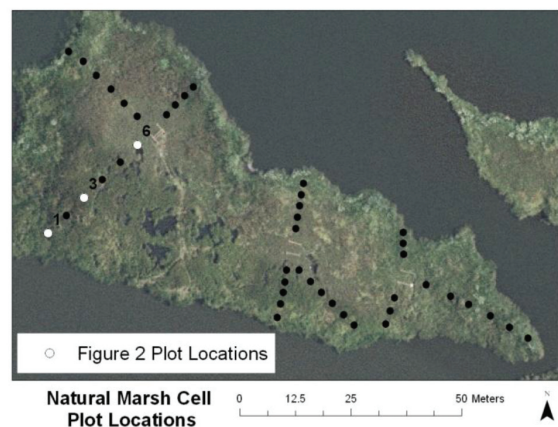 6
3
1
Figure 2 Plot Locations
Natural Marsh Cell
Plot Locations
0 12.5 25 50 Meters
N